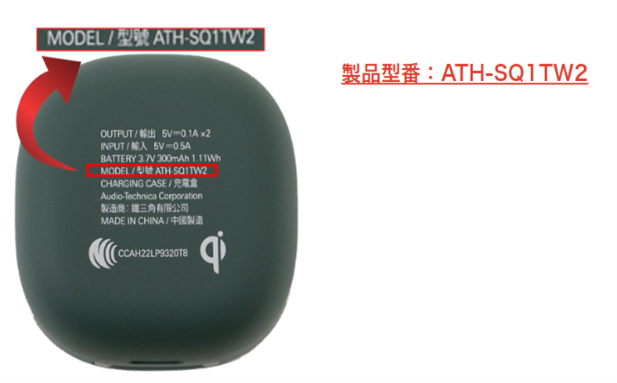 MODEL / 型號 ATH-SQ1TW2
製品型番：ATH-SQ1TW2
OUTPUT / 輸出 5V⎓0.1A ×2
INPUT / 輸入 5V⎓0.5A
BATTERY 3.7V 300mAh 1.11Wh
MODEL / 型號 ATH-SQ1TW2
CHARGING CASE / 充電盒
Audio-Technica Corporation
製造商: 鐵三角有限公司
MADE IN CHINA / 中國製造
CCAH22LP9320T8
qi